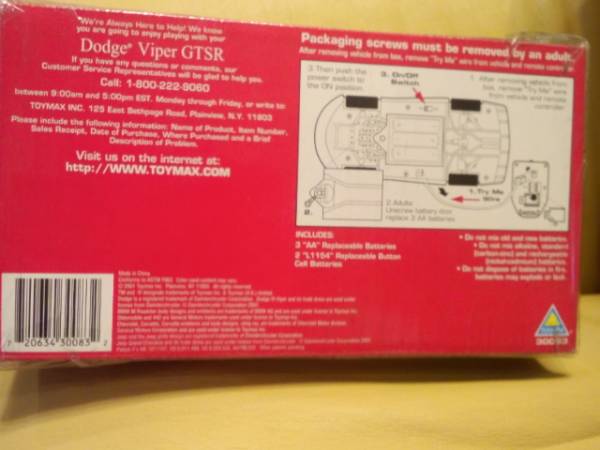 "We're Always Here to Help! We know
you are going to enjoy playing with your
Dodge® Viper GTSR
If you have any questions or comments, our
Customer Service Representatives will be glad to help you.
Call: 1-800-222-9060
between 9:00am and 5:00pm EST. Monday through Friday, or write to:
TOYMAX INC. 125 East Bethpage Road, Plainview, N.Y. 11803
Please include the following information: Name of Product, Item Number,
Sales Receipt, Date of Purchase, Where Purchased and a Brief
Description of Problem.
Visit us on the internet at:
http://WWW.TOYMAX.COM
Packaging screws must be removed by an adult.
After removing vehicle from box, remove "Try Me" wire from vehicle and remote
3. Then push the
power switch to
the ON position.
3. On/Off
Switch
1. After removing vehicle from
box, remove "Try Me" wire
from vehicle and remote
controller.
1. Try Me
Wire
2.
2. Adults:
Unscrew battery door
replace 3 AA batteries
INCLUDES:
3 "AA" Replaceable Batteries
2 "L1154" Replaceable Button
Cell Batteries
• Do not mix old and new batteries.
• Do not mix alkaline, standard
(carbon-zinc) and rechargeable
(nickel-cadmium) batteries.
• Do not dispose of batteries in fire,
batteries may explode or leak.
Made in China
7 20634 30083 2
30083